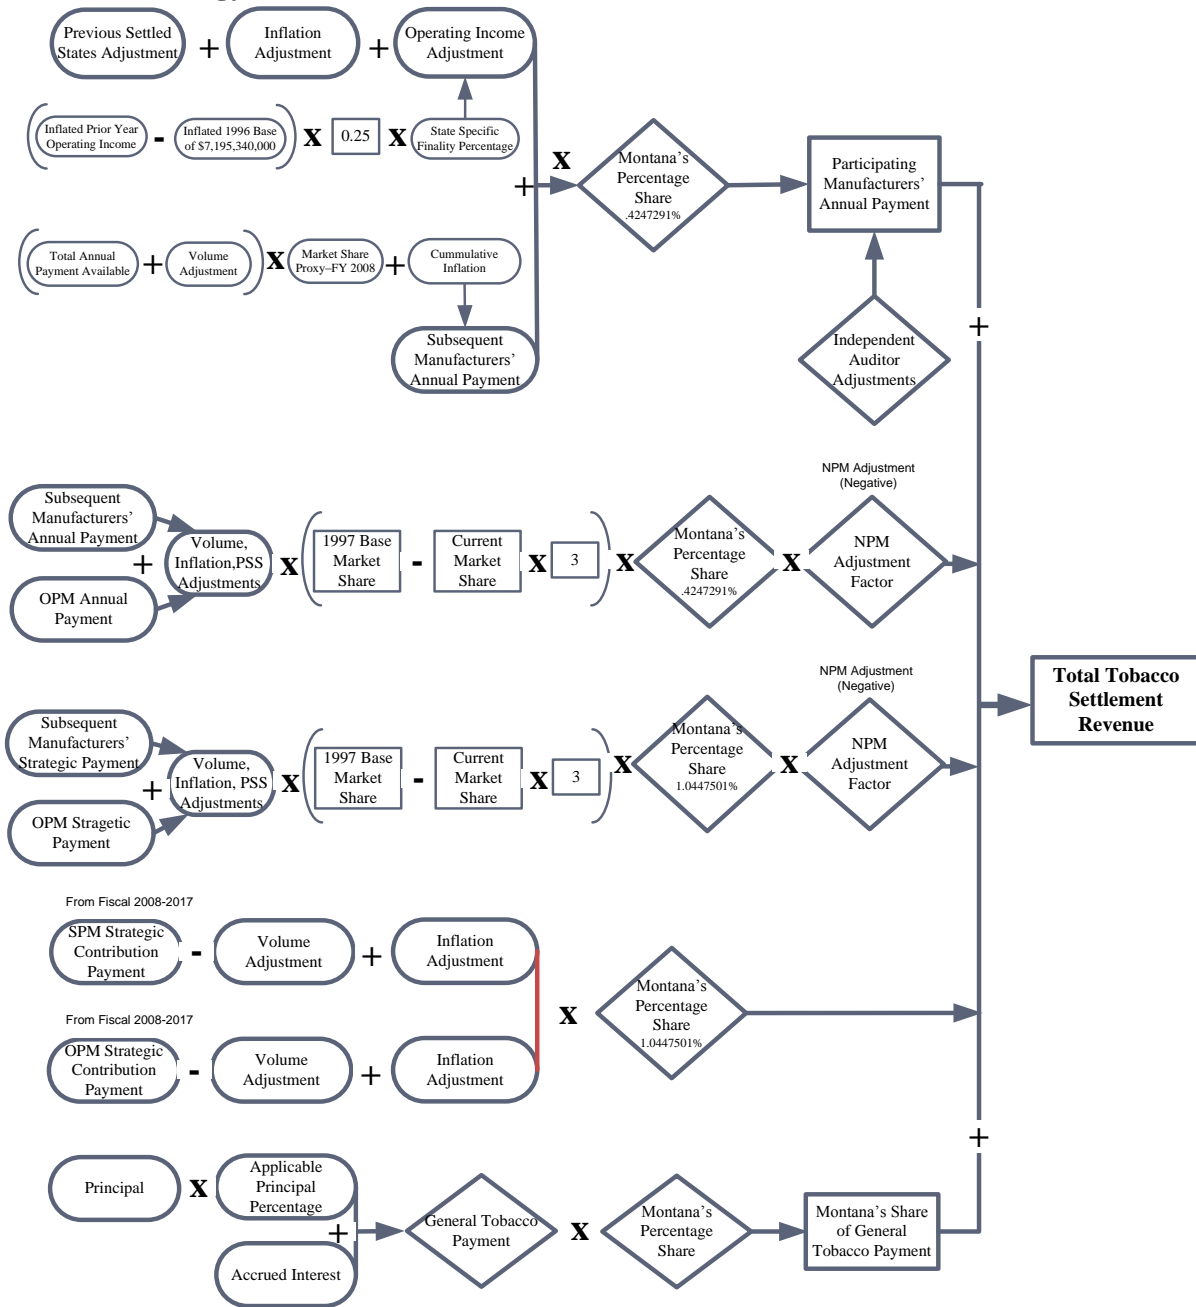 Previous Settled
States Adjustment
+
Inflation
Adjustment
+
Operating Income
Adjustment
Inflated Prior Year
Operating Income
-
Inflated 1996 Base
of $7,195,340,000
x
0.25
x
State Specific
Finality Percentage
+
x
Montana's
Percentage
Share
.4247291%
Participating
Manufacturers'
Annual Payment
Total Annual
Payment Available
+
Volume
Adjustment
x
Market Share
Proxy–FY 2008
+
Cummulative
Inflation
Subsequent
Manufacturers'
Annual Payment
Independent
Auditor
Adjustments
+
Subsequent
Manufacturers'
Annual Payment
+
OPM Annual
Payment
Volume,
Inflation,PSS
Adjustments
x
1997 Base
Market
Share
-
Current
Market
Share
x
3
x
Montana's
Percentage
Share
.4247291%
x
NPM Adjustment
(Negative)
NPM
Adjustment
Factor
Total Tobacco
Settlement
Revenue
Subsequent
Manufacturers'
Strategic Payment
+
OPM Stragetic
Payment
Volume,
Inflation, PSS
Adjustments
x
1997 Base
Market
Share
-
Current
Market
Share
x
3
x
Montana's
Percentage
Share
1.0447501%
x
NPM Adjustment
(Negative)
NPM
Adjustment
Factor
From Fiscal 2008-2017
SPM Strategic
Contribution
Payment
-
Volume
Adjustment
+
Inflation
Adjustment
From Fiscal 2008-2017
OPM Strategic
Contribution
Payment
-
Volume
Adjustment
+
Inflation
Adjustment
x
Montana's
Percentage
Share
1.0447501%
+
Principal
x
Applicable
Principal
Percentage
+
Accrued Interest
General Tobacco
Payment
x
Montana's
Percentage
Share
Montana's Share
of General
Tobacco Payment